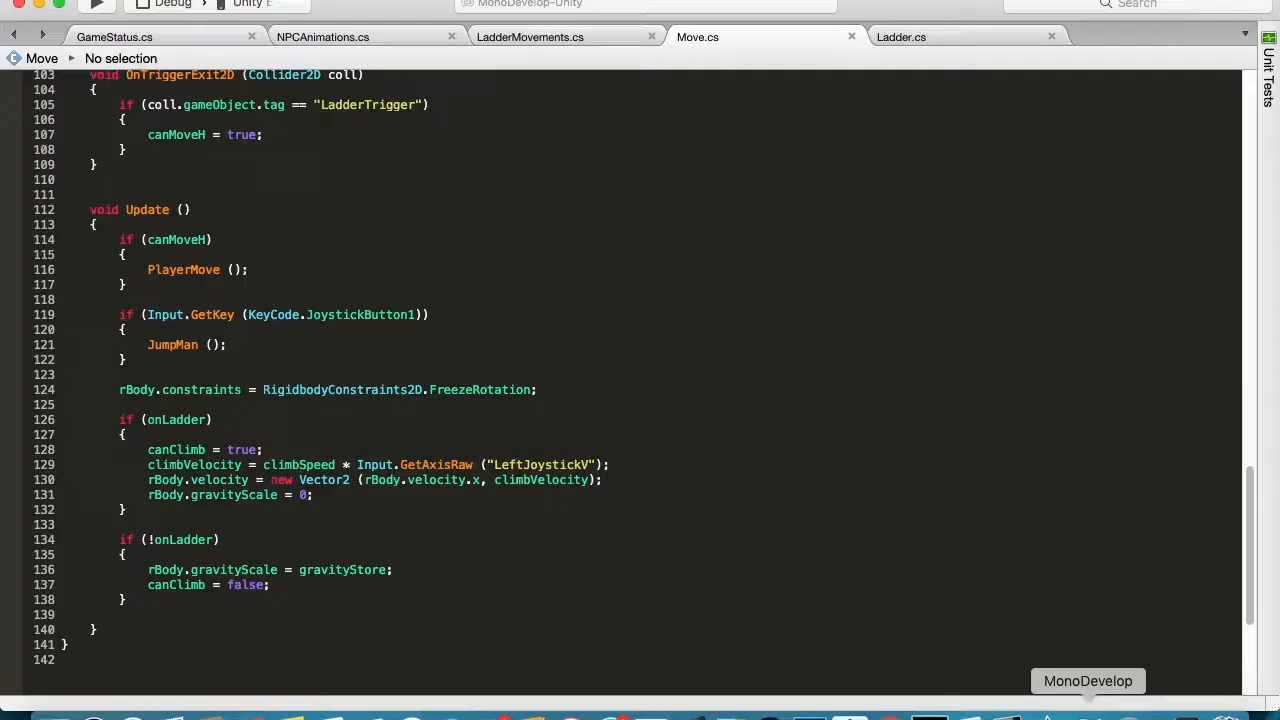 Debug
Unity E
MonoDevelop-Unity
Search
GameStatus.cs
NPCAnimations.cs
LadderMovements.cs
Move.cs
Ladder.cs
Move
No selection
Unit Tests
103 void OnTriggerExit2D (Collider2D coll)
104 {
105 if (coll.gameObject.tag == "LadderTrigger")
106 {
107 canMoveH = true;
108 }
109 }
110
111
112 void Update ()
113 {
114 if (canMoveH)
115 {
116 PlayerMove ();
117 }
118
119 if (Input.GetKey (KeyCode.JoystickButton1))
120 {
121 JumpMan ();
122 }
123
124 rBody.constraints = RigidbodyConstraints2D.FreezeRotation;
125
126 if (onLadder)
127 {
128 canClimb = true;
129 climbVelocity = climbSpeed * Input.GetAxisRaw ("LeftJoystickV");
130 rBody.velocity = new Vector2 (rBody.velocity.x, climbVelocity);
131 rBody.gravityScale = 0;
132 }
133
134 if (!onLadder)
135 {
136 rBody.gravityScale = gravityStore;
137 canClimb = false;
138 }
139
140 }
141 }
142
MonoDevelop